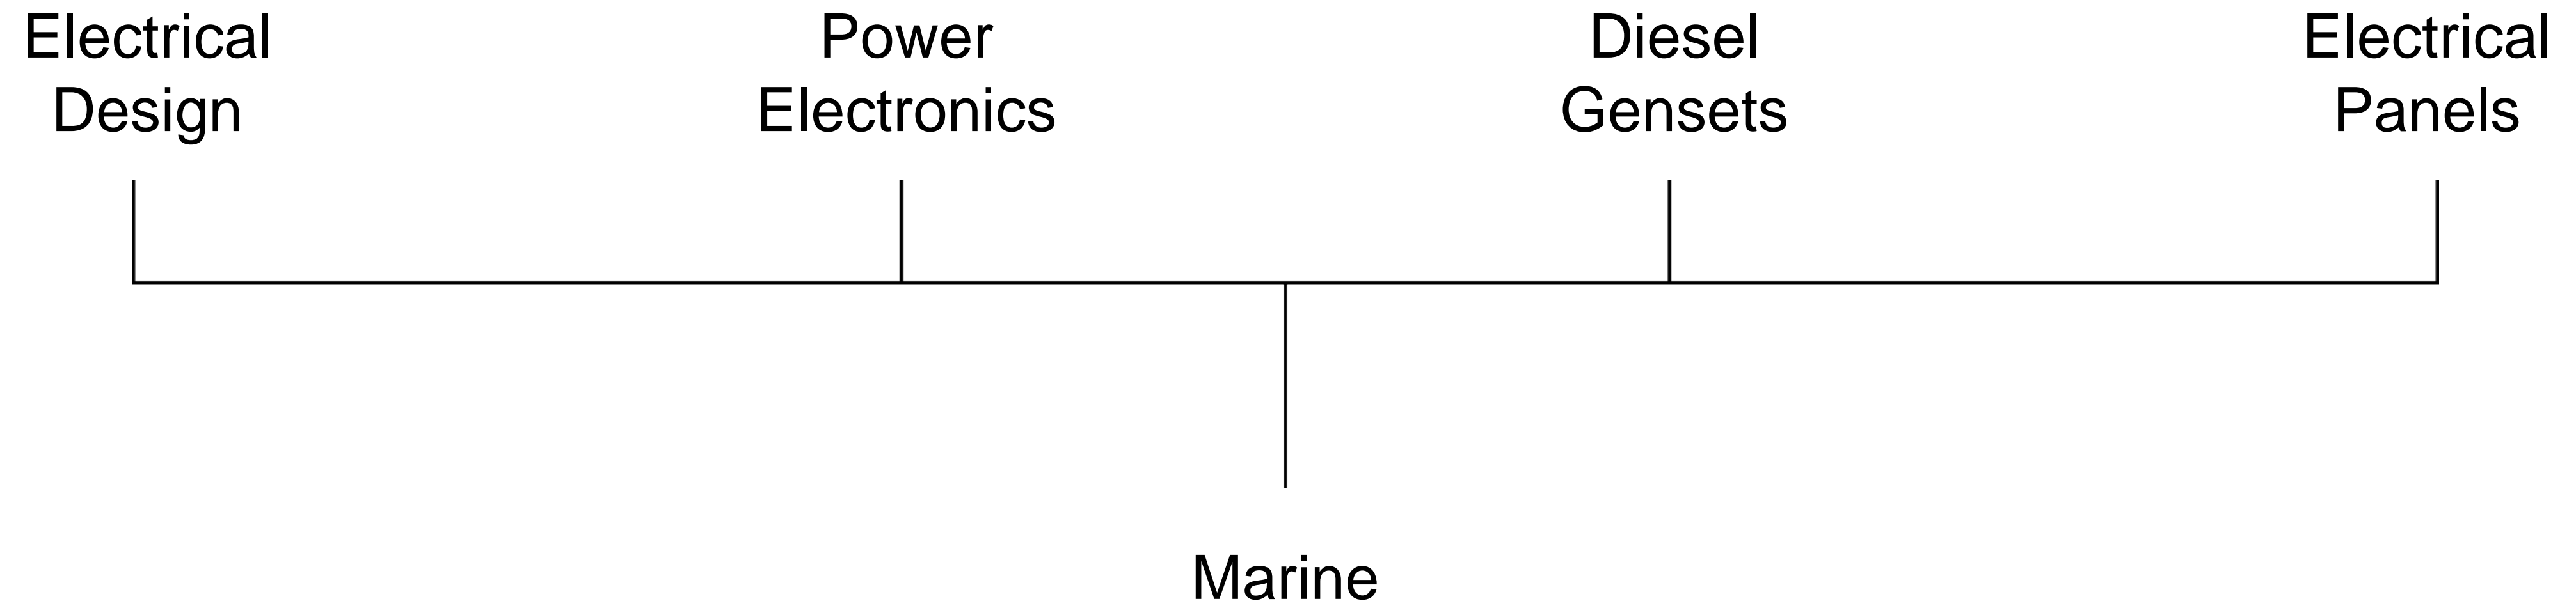 Electrical
Design
Power
Electronics
Diesel
Gensets
Electrical
Panels
Marine